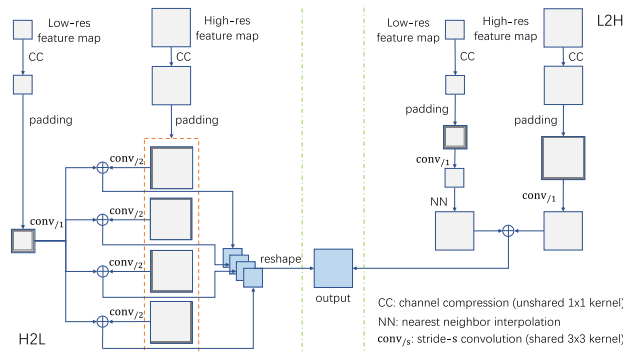 Low-res
feature map
High-res
feature map
CC
CC
padding
padding
conv/1
conv/2
conv/2
conv/2
conv/2
reshape
H2L
output
Low-res
feature map
High-res
feature map
L2H
CC
CC
padding
padding
conv/1
conv/1
NN
CC: channel compression (unshared 1x1 kernel)
NN: nearest neighbor interpolation
conv/s: stride-s convolution (shared 3x3 kernel)